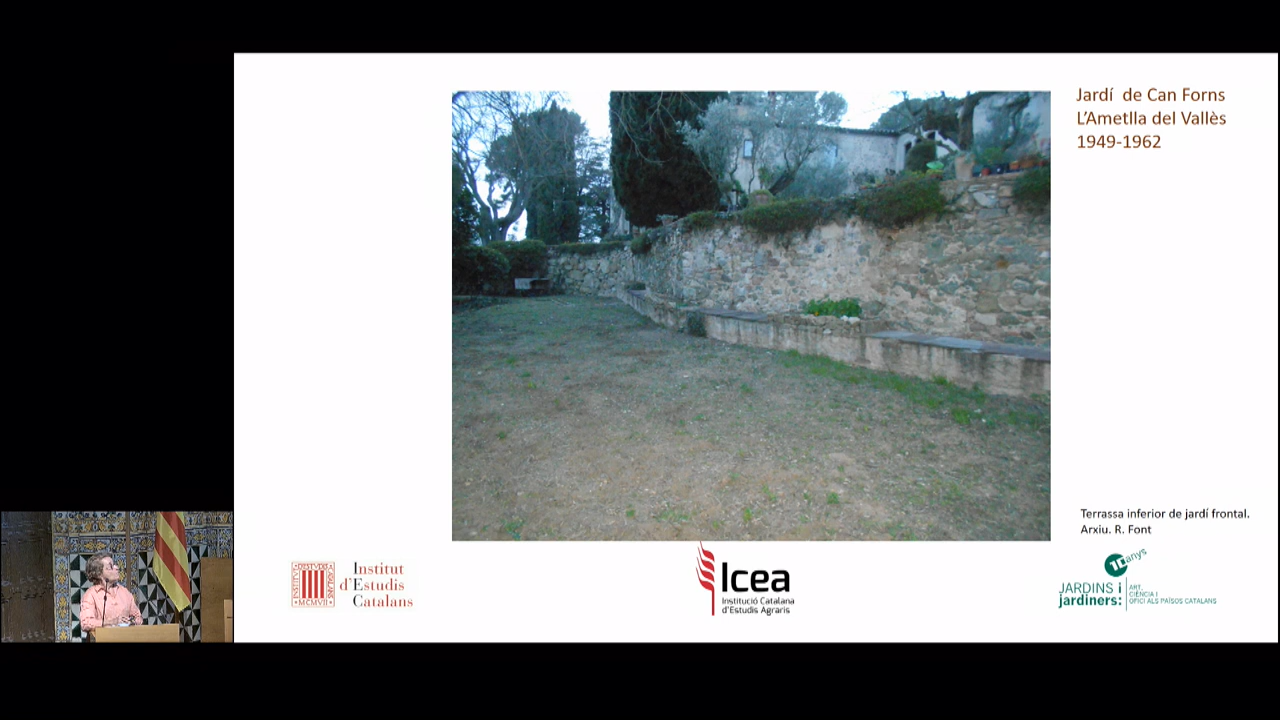 Jardí de Can Forns
L'Ametlla del Vallès
1949-1962
Terrassa inferior de jardí frontal.
Arxiu. R. Font
Institut
d'Estudis
Catalans
MCMVII
Icea
Institució Catalana
d'Estudis Agraris
10 anys
JARDINS i
jardiners:
ART,
CIÈNCIA I
OFICI ALS PAÏSOS CATALANS